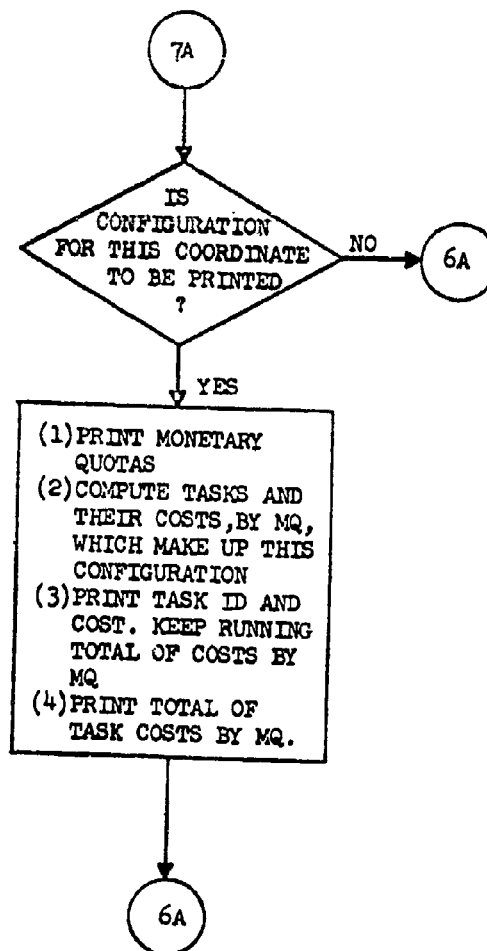 7A
IS
CONFIGURATION
FOR THIS COORDINATE
TO BE PRINTED
?
NO
6A
YES
(1)PRINT MONETARY
QUOTAS
(2)COMPUTE TASKS AND
THEIR COSTS,BY MQ,
WHICH MAKE UP THIS
CONFIGURATION
(3)PRINT TASK ID AND
COST. KEEP RUNNING
TOTAL OF COSTS BY
MQ
(4)PRINT TOTAL OF
TASK COSTS BY MQ.
6A